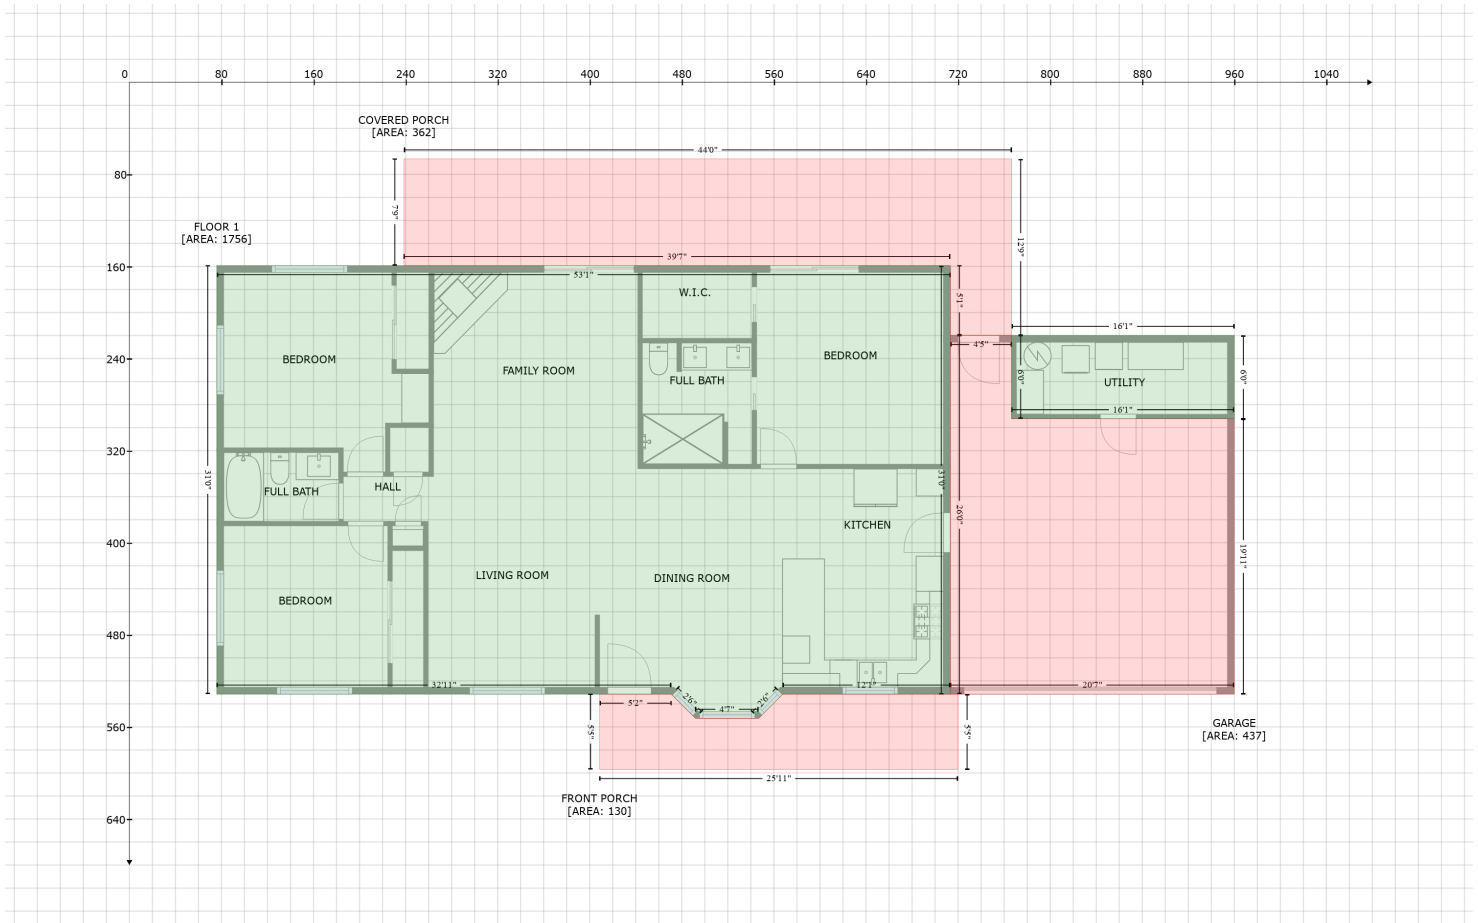 0 80 160 240 320 400 480 560 640 720 800 880 960 1040
COVERED PORCH
[AREA: 362]
44'0"
80
7'9"
FLOOR 1
[AREA: 1756]
12'9"
39'7"
160
53'1"
W.I.C.
5'1"
16'1"
4'5"
240
BEDROOM
FAMILY ROOM
BEDROOM
FULL BATH
6'0"
UTILITY
6'0"
16'1"
320
31'0"
FULL BATH
HALL
31'0"
KITCHEN
26'0"
400
19'11"
LIVING ROOM
DINING ROOM
BEDROOM
480
32'11"
12'1"
20'7"
2'6"
2'6"
5'2"
4'7"
560
5'5"
5'5"
GARAGE
[AREA: 437]
25'11"
FRONT PORCH
[AREA: 130]
640